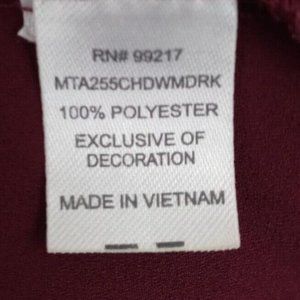 RN# 99217
MTA255CHDWMDRK
100% POLYESTER
EXCLUSIVE OF
DECORATION
MADE IN VIETNAM